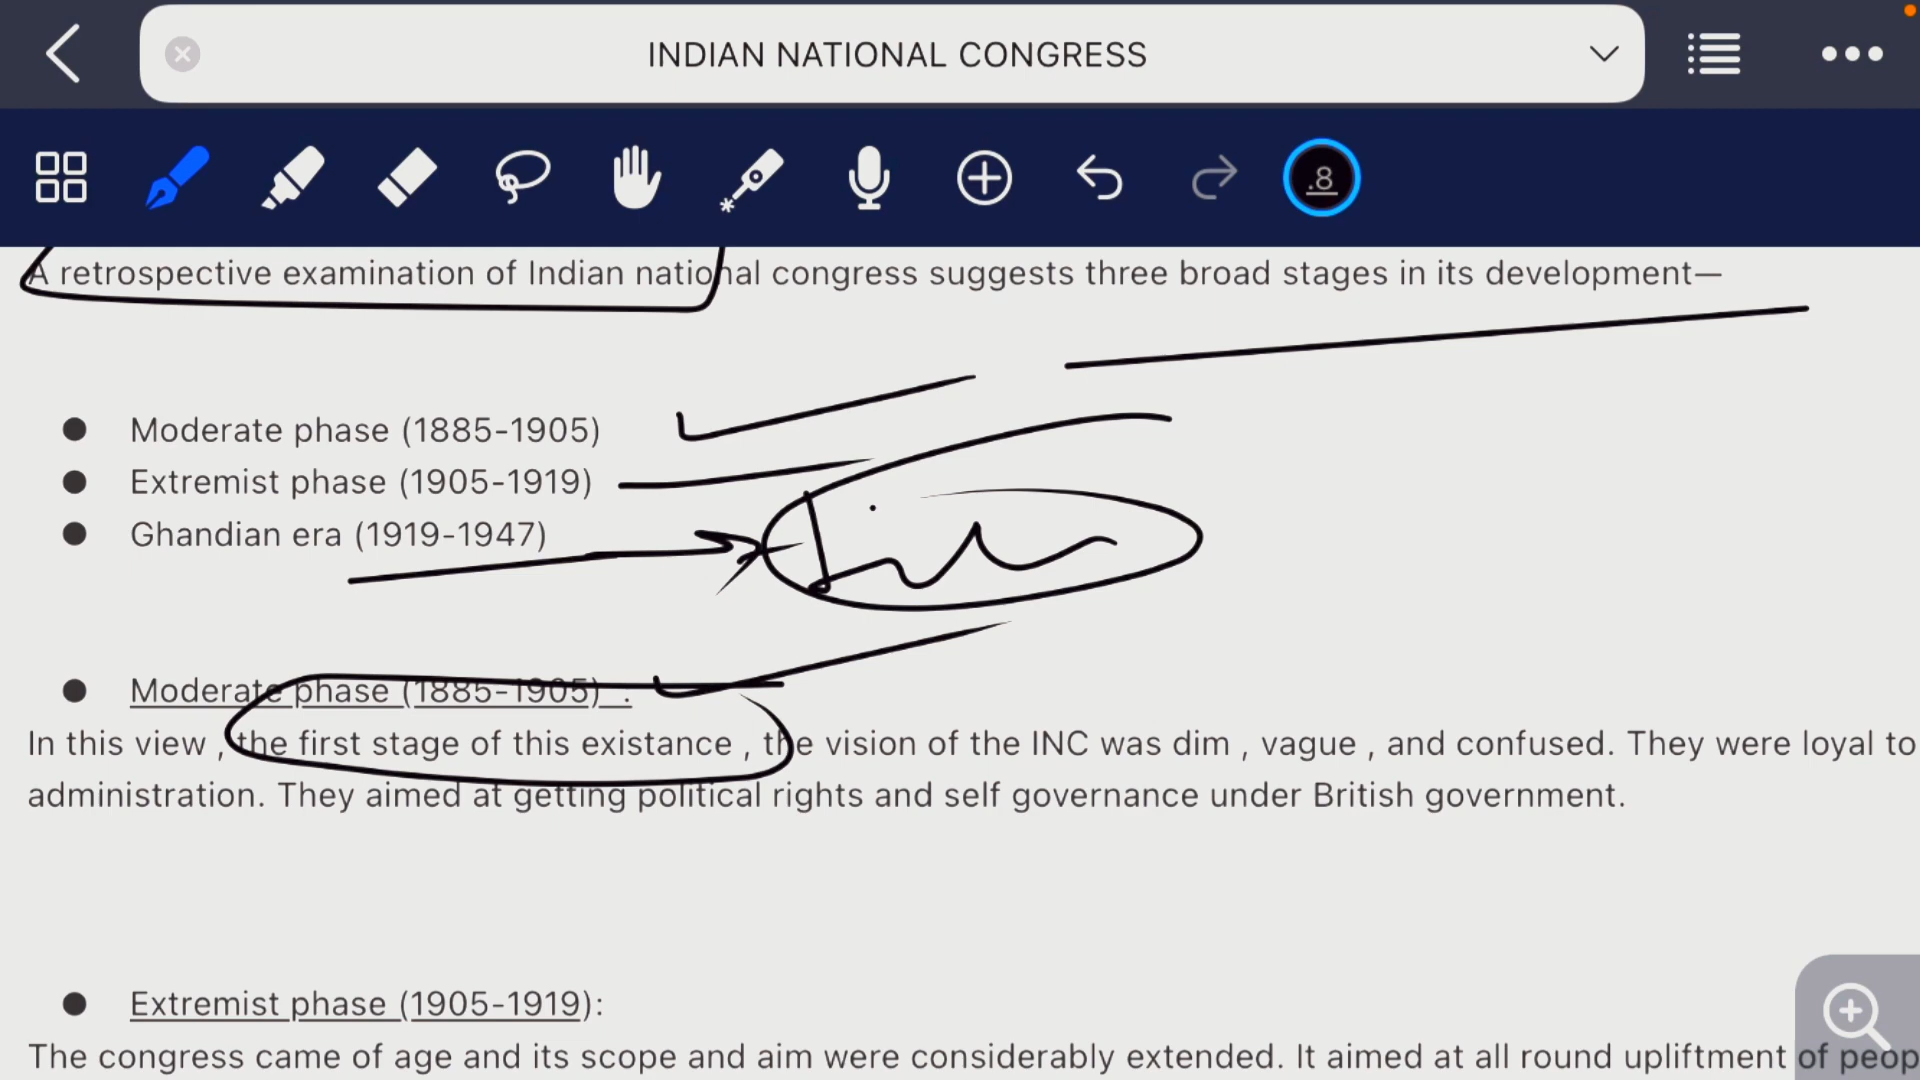 INDIAN NATIONAL CONGRESS
.8
A retrospective examination of Indian national congress suggests three broad stages in its development—
● Moderate phase (1885-1905)
● Extremist phase (1905-1919)
● Ghandian era (1919-1947)
● Moderate phase (1885-1905) :
In this view , the first stage of this existance , the vision of the INC was dim , vague , and confused. They were loyal to
administration. They aimed at getting political rights and self governance under British government.
● Extremist phase (1905-1919):
The congress came of age and its scope and aim were considerably extended. It aimed at all round upliftment of peop